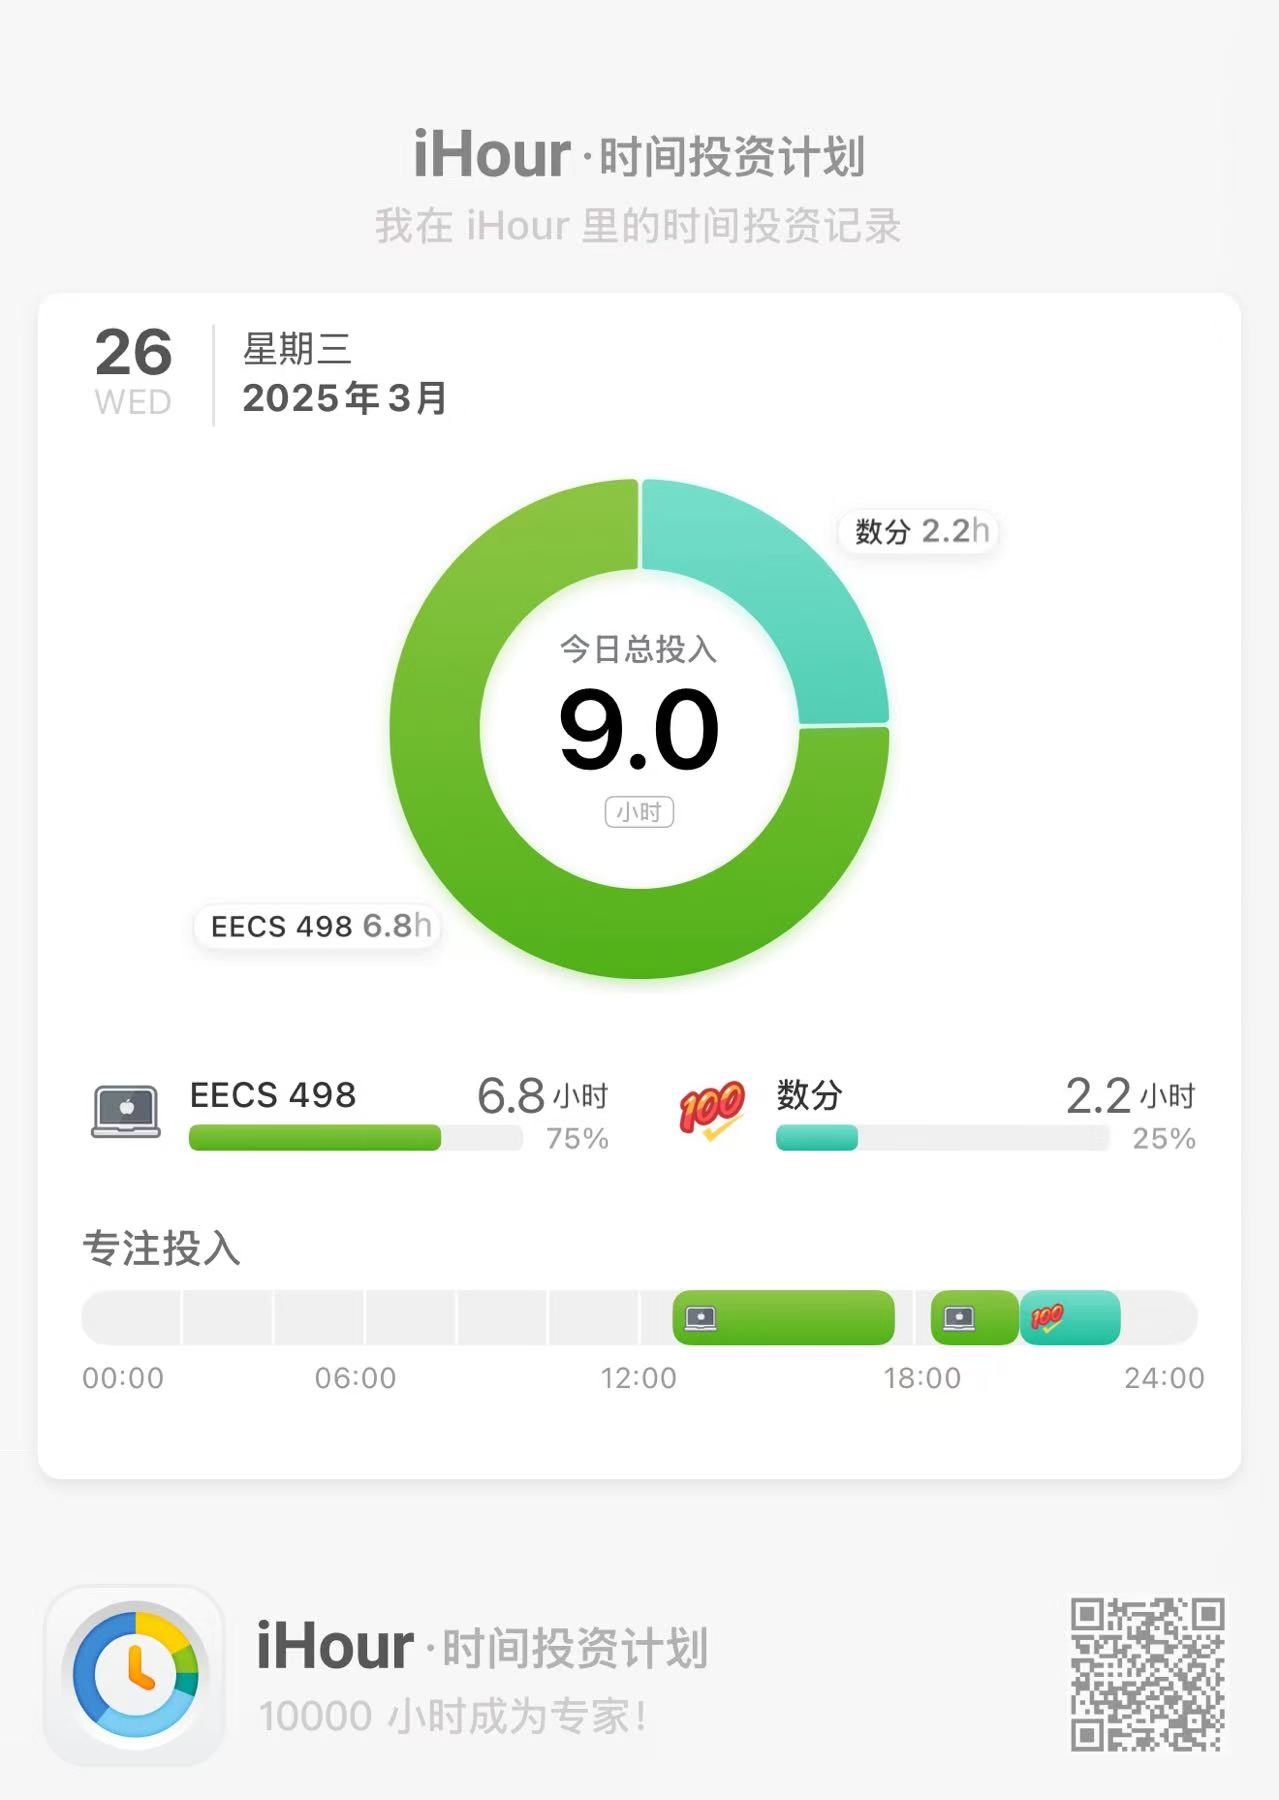 iHour · 时间投资计划
我在 iHour 里的时间投资记录
26
WED
星期三
2025年3月
数分 2.2h
今日总投入
9.0
小时
EECS 498 6.8h
EECS 498
6.8 小时
75%
100
数分
2.2 小时
25%
专注投入
100
00:00 06:00 12:00 18:00 24:00
iHour · 时间投资计划
10000 小时成为专家！